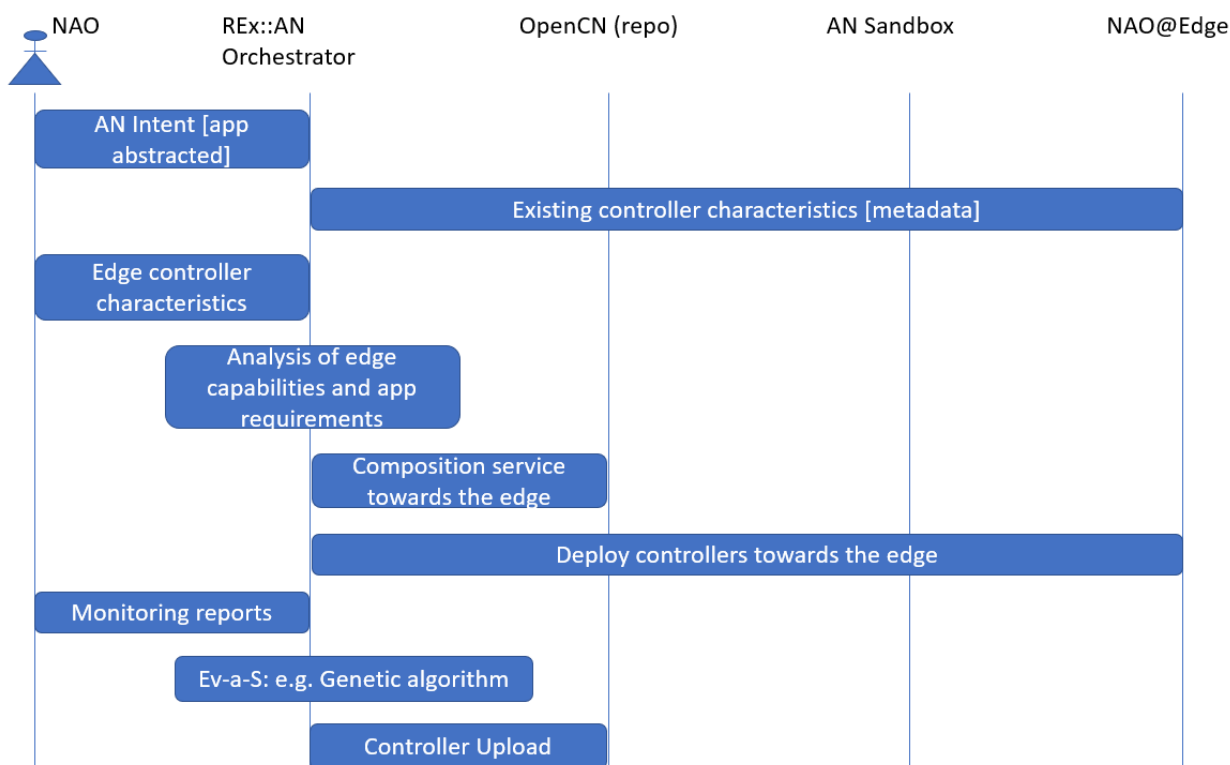 NAO
REx::AN
Orchestrator
OpenCN (repo)
AN Sandbox
NAO@Edge
AN Intent [app
abstracted]
Existing controller characteristics [metadata]
Edge controller
characteristics
Analysis of edge
capabilities and app
requirements
Composition service
towards the edge
Deploy controllers towards the edge
Monitoring reports
Ev-a-S: e.g. Genetic algorithm
Controller Upload